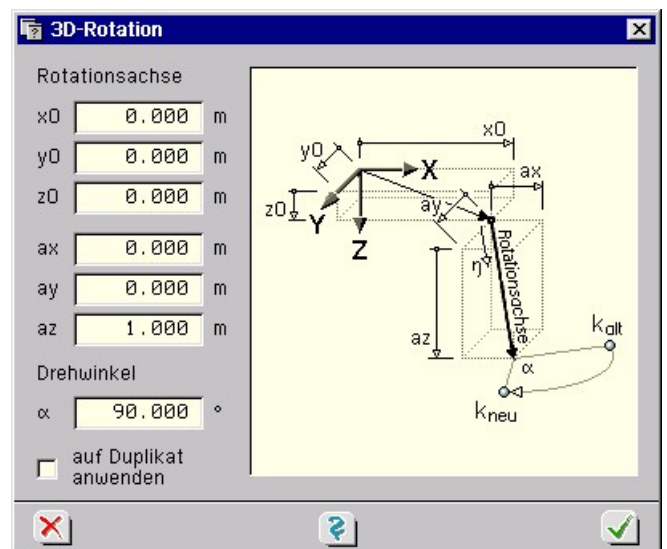 3D-Rotation
Rotationsachse
x0 0.000 m
y0 0.000 m
z0 0.000 m
ax 0.000 m
ay 0.000 m
az 1.000 m
Drehwinkel
α 90.000 °
auf Duplikat
anwenden
x0
y0
X
ax
z0
Y
ay
Z
η
Rotationsachse
az
kalt
α
kneu